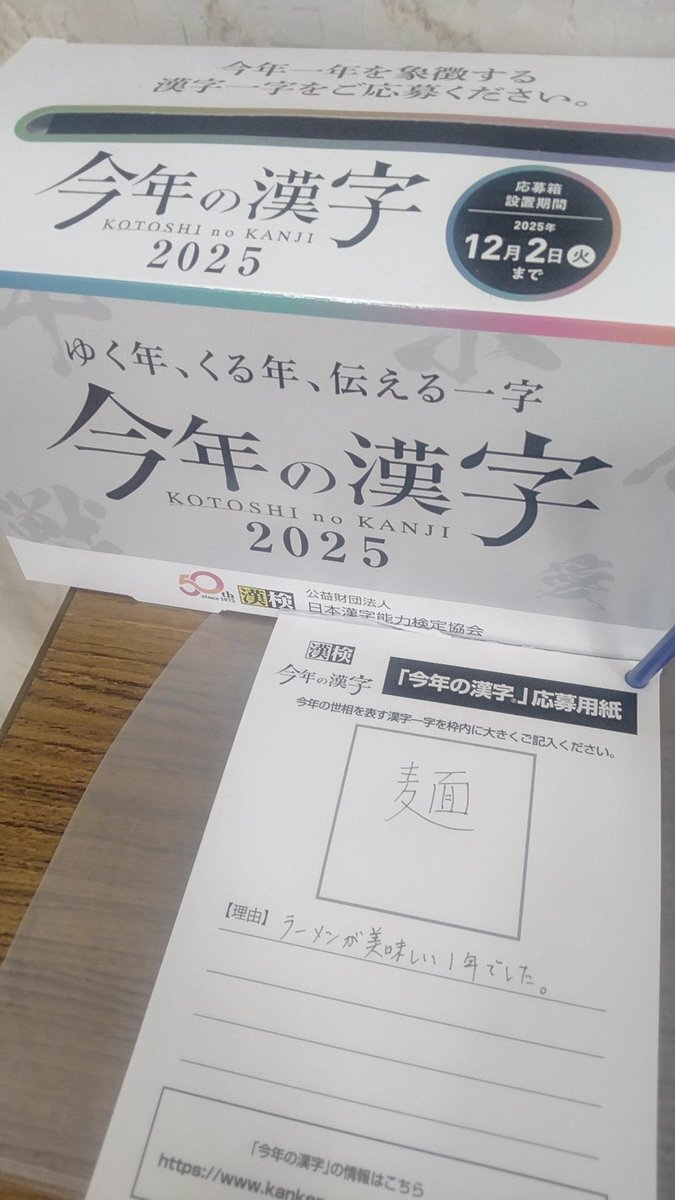 今年一年を象徴する
漢字一字をご応募ください。
今年の漢字
KOTOSHI no KANJI
2025
応募箱
設置期間
2025年
12月2日火
まで
ゆく年、くる年、伝える一字
今年の漢字
KOTOSHI no KANJI
2025
50th
since 1975
漢検
公益財団法人
日本漢字能力検定協会
漢検
今年の漢字
「今年の漢字®」応募用紙
今年の世相を表す漢字一字を枠内に大きくご記入ください。
麺
【理由】ラーメンが美味しい1年でした。
「今年の漢字」の情報はこちら
https://www.kanken
戦
愛